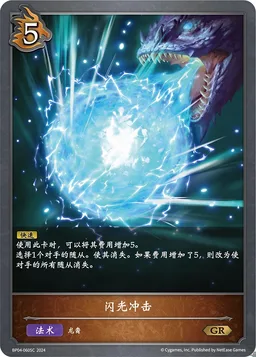 5
快速
使用此卡时，可以将其费用增加5。
选择1个对手的随从。使其消失。如果费用增加了5，则改为使
对手的所有随从消失。
闪光冲击
法术
龙裔
GR
BP04-060SC 2024
© Cygames, Inc. Published by NetEase Games